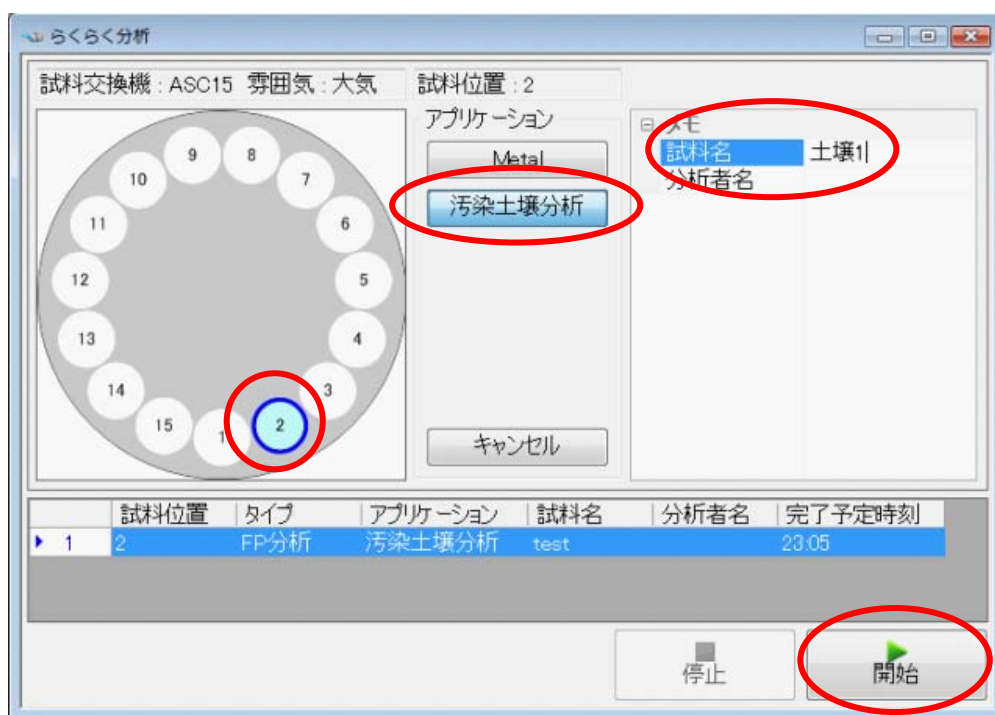 らくらく分析
試料交換機 : ASC15 雰囲気 : 大気 試料位置 : 2
アプリケーション
Metal
汚染土壌分析
キャンセル
メモ
試料名 土壌1
分析者名
9 8
10 7
11 6
12 5
13 4
14 3
15 1 2
試料位置 タイプ アプリケーション 試料名 分析者名 完了予定時刻
1 2 FP分析 汚染土壌分析 test 23:05
停止 開始